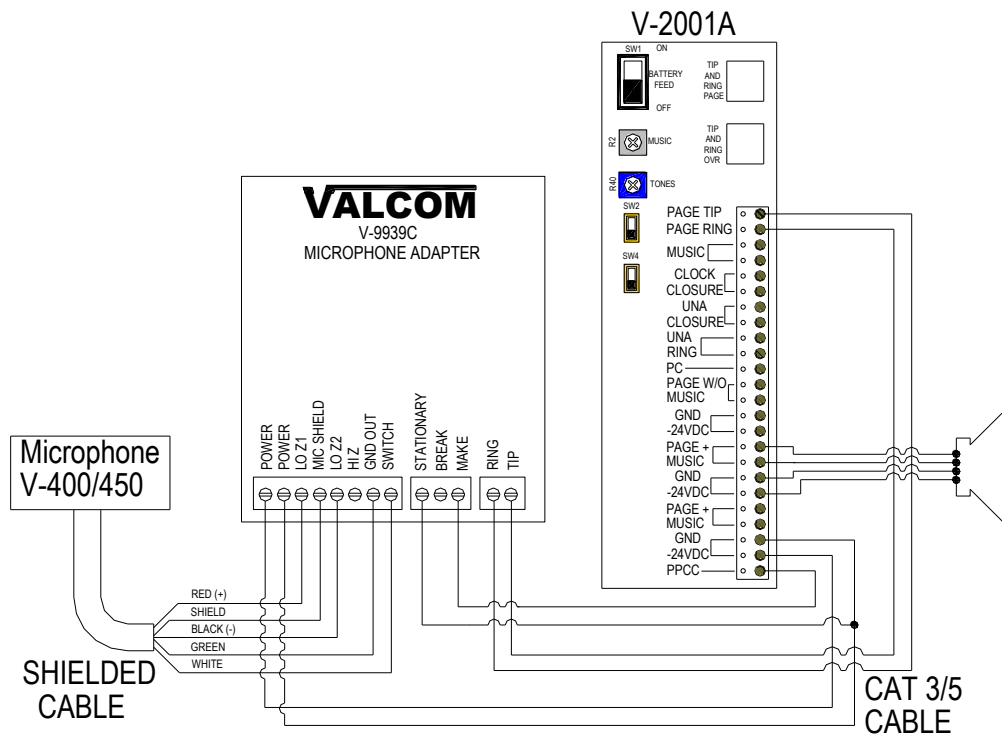 V-2001A
SW1
ON
BATTERY
FEED
OFF
TIP
AND
RING
PAGE
R2
MUSIC
TIP
AND
RING
OVR
R40
TONES
SW2
SW4
PAGE TIP
PAGE RING
MUSIC
CLOCK
CLOSURE
UNA
CLOSURE
UNA
RING
PC
PAGE W/O
MUSIC
GND
-24VDC
PAGE +
MUSIC
GND
-24VDC
PAGE +
MUSIC
GND
-24VDC
PPCC
VALCOM
V-9939C
MICROPHONE ADAPTER
POWER
POWER
LO Z1
MIC SHIELD
LO Z2
HI Z
GND OUT
SWITCH
STATIONARY
BREAK
MAKE
RING
TIP
Microphone
V-400/450
RED (+)
SHIELD
BLACK (-)
GREEN
WHITE
SHIELDED
CABLE
CAT 3/5
CABLE